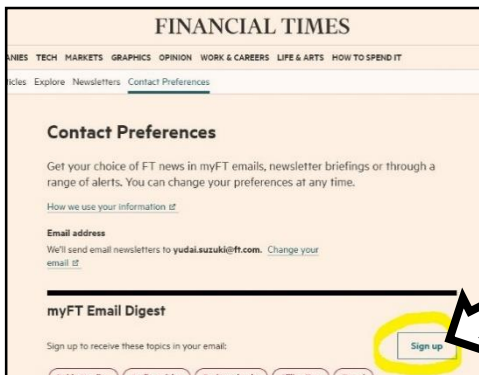 FINANCIAL TIMES
ANIES TECH MARKETS GRAPHICS OPINION WORK & CAREERS LIFE & ARTS HOW TO SPEND IT
ticles Explore Newsletters Contact Preferences
Contact Preferences
Get your choice of FT news in myFT emails, newsletter briefings or through a
range of alerts. You can change your preferences at any time.
How we use your information
Email address
We'll send email newsletters to yudai.suzuki@ft.com. Change your
email
myFT Email Digest
Sign up to receive these topics in your email:
Sign up